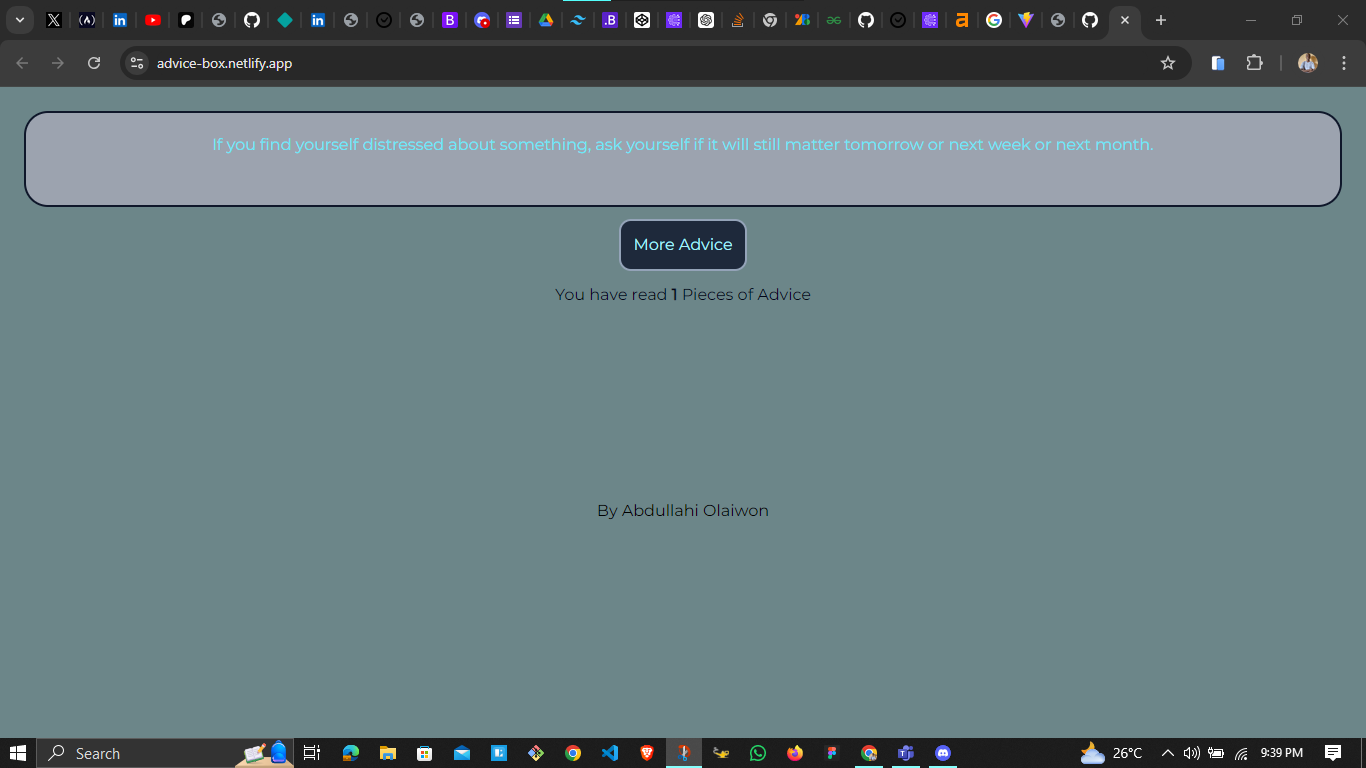 advice-box.netlify.app
If you find yourself distressed about something, ask yourself if it will still matter tomorrow or next week or next month.
More Advice
You have read 1 Pieces of Advice
By Abdullahi Olaiwon
Search
26°C
9:39 PM